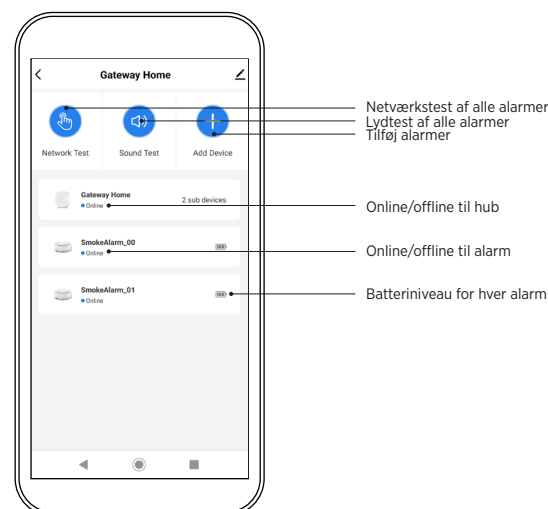 Gateway Home
Network Test
Sound Test
Add Device
Gateway Home
Online
2 sub devices
SmokeAlarm_00
Online
SmokeAlarm_01
Online
Netværkstest af alle alarmer
Lydtest af alle alarmer
Tilføj alarmer
Online/offline til hub
Online/offline til alarm
Batteriniveau for hver alarm